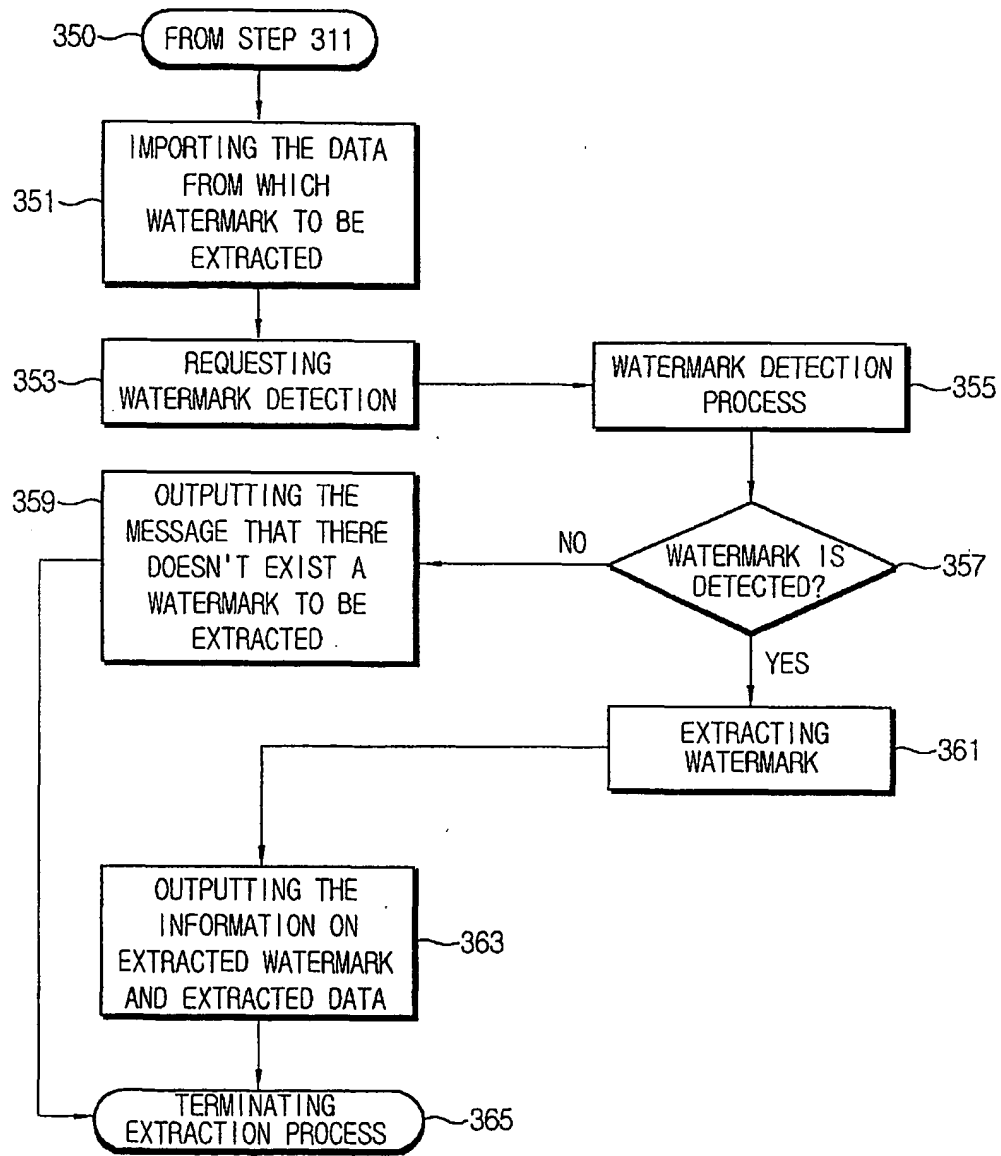 350
FROM STEP 311
351
IMPORTING THE DATA
FROM WHICH
WATERMARK TO BE
EXTRACTED
353
REQUESTING
WATERMARK DETECTION
WATERMARK DETECTION
PROCESS
355
359
OUTPUTTING THE
MESSAGE THAT THERE
DOESN'T EXIST A
WATERMARK TO BE
EXTRACTED
NO
WATERMARK IS
DETECTED?
357
YES
EXTRACTING
WATERMARK
361
OUTPUTTING THE
INFORMATION ON
EXTRACTED WATERMARK
AND EXTRACTED DATA
363
TERMINATING
EXTRACTION PROCESS
365